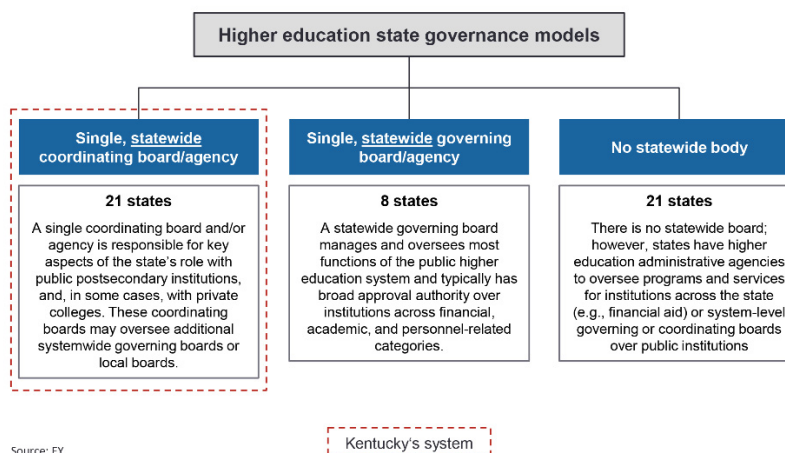 Higher education state governance models
Single, statewide
coordinating board/agency
21 states
A single coordinating board and/or
agency is responsible for key
aspects of the state's role with
public postsecondary institutions,
and, in some cases, with private
colleges. These coordinating
boards may oversee additional
systemwide governing boards or
local boards.
Single, statewide governing
board/agency
8 states
A statewide governing board
manages and oversees most
functions of the public higher
education system and typically has
broad approval authority over
institutions across financial,
academic, and personnel-related
categories.
No statewide body
21 states
There is no statewide board;
however, states have higher
education administrative agencies
to oversee programs and services
for institutions across the state
(e.g., financial aid) or system-level
governing or coordinating boards
over public institutions
Kentucky's system
Source: EY